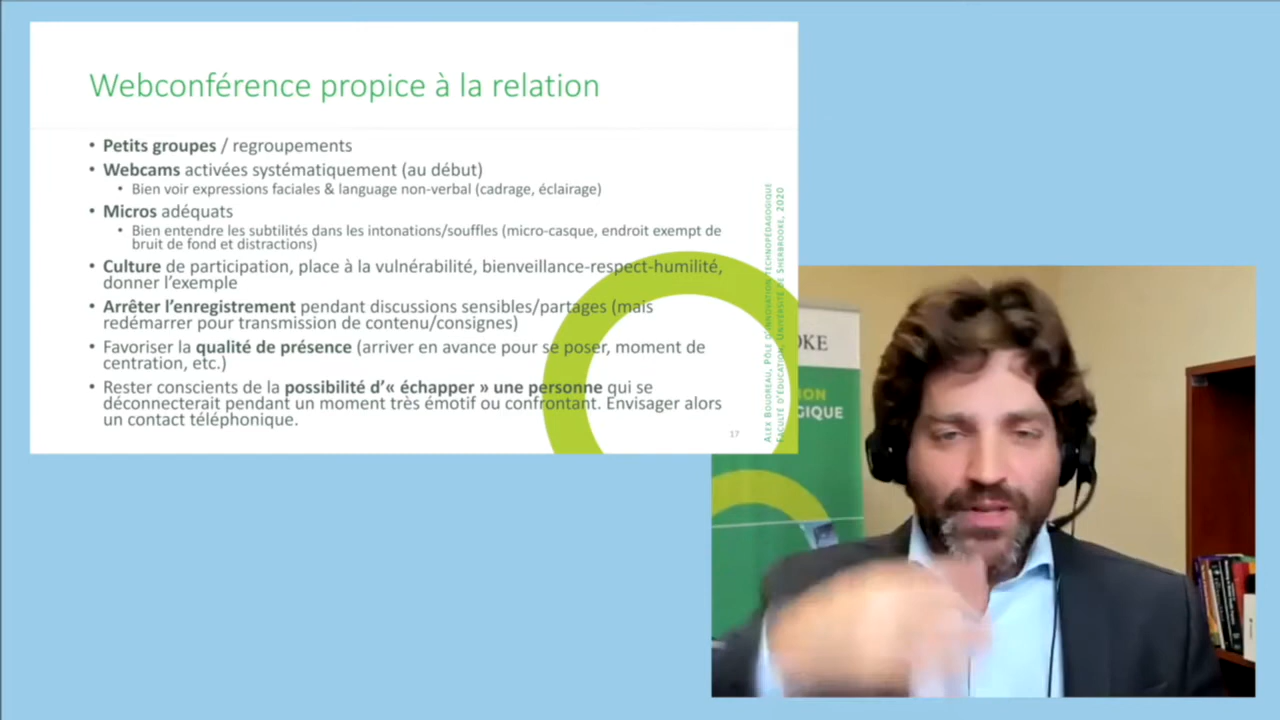 Webconférence propice à la relation
• Petits groupes / regroupements
• Webcams activées systématiquement (au début)
• Bien voir expressions faciales & language non-verbal (cadrage, éclairage)
• Micros adéquats
• Bien entendre les subtilités dans les intonations/souffles (micro-casque, endroit exempt de
bruit de fond et distractions)
• Culture de participation, place à la vulnérabilité, bienveillance-respect-humilité,
donner l’exemple
• Arrêter l’enregistrement pendant discussions sensibles/partages (mais
redémarrer pour transmission de contenu/consignes)
• Favoriser la qualité de présence (arriver en avance pour se poser, moment de
centration, etc.)
• Rester conscients de la possibilité d’« échapper » une personne qui se
déconnecterait pendant un moment très émotif ou confrontant. Envisager alors
un contact téléphonique.
17
Alex Boudreau, Pôle d’innovation technopédagogique
Faculté d’éducation, Université de Sherbrooke, 2020
OKE
ION
GIQUE